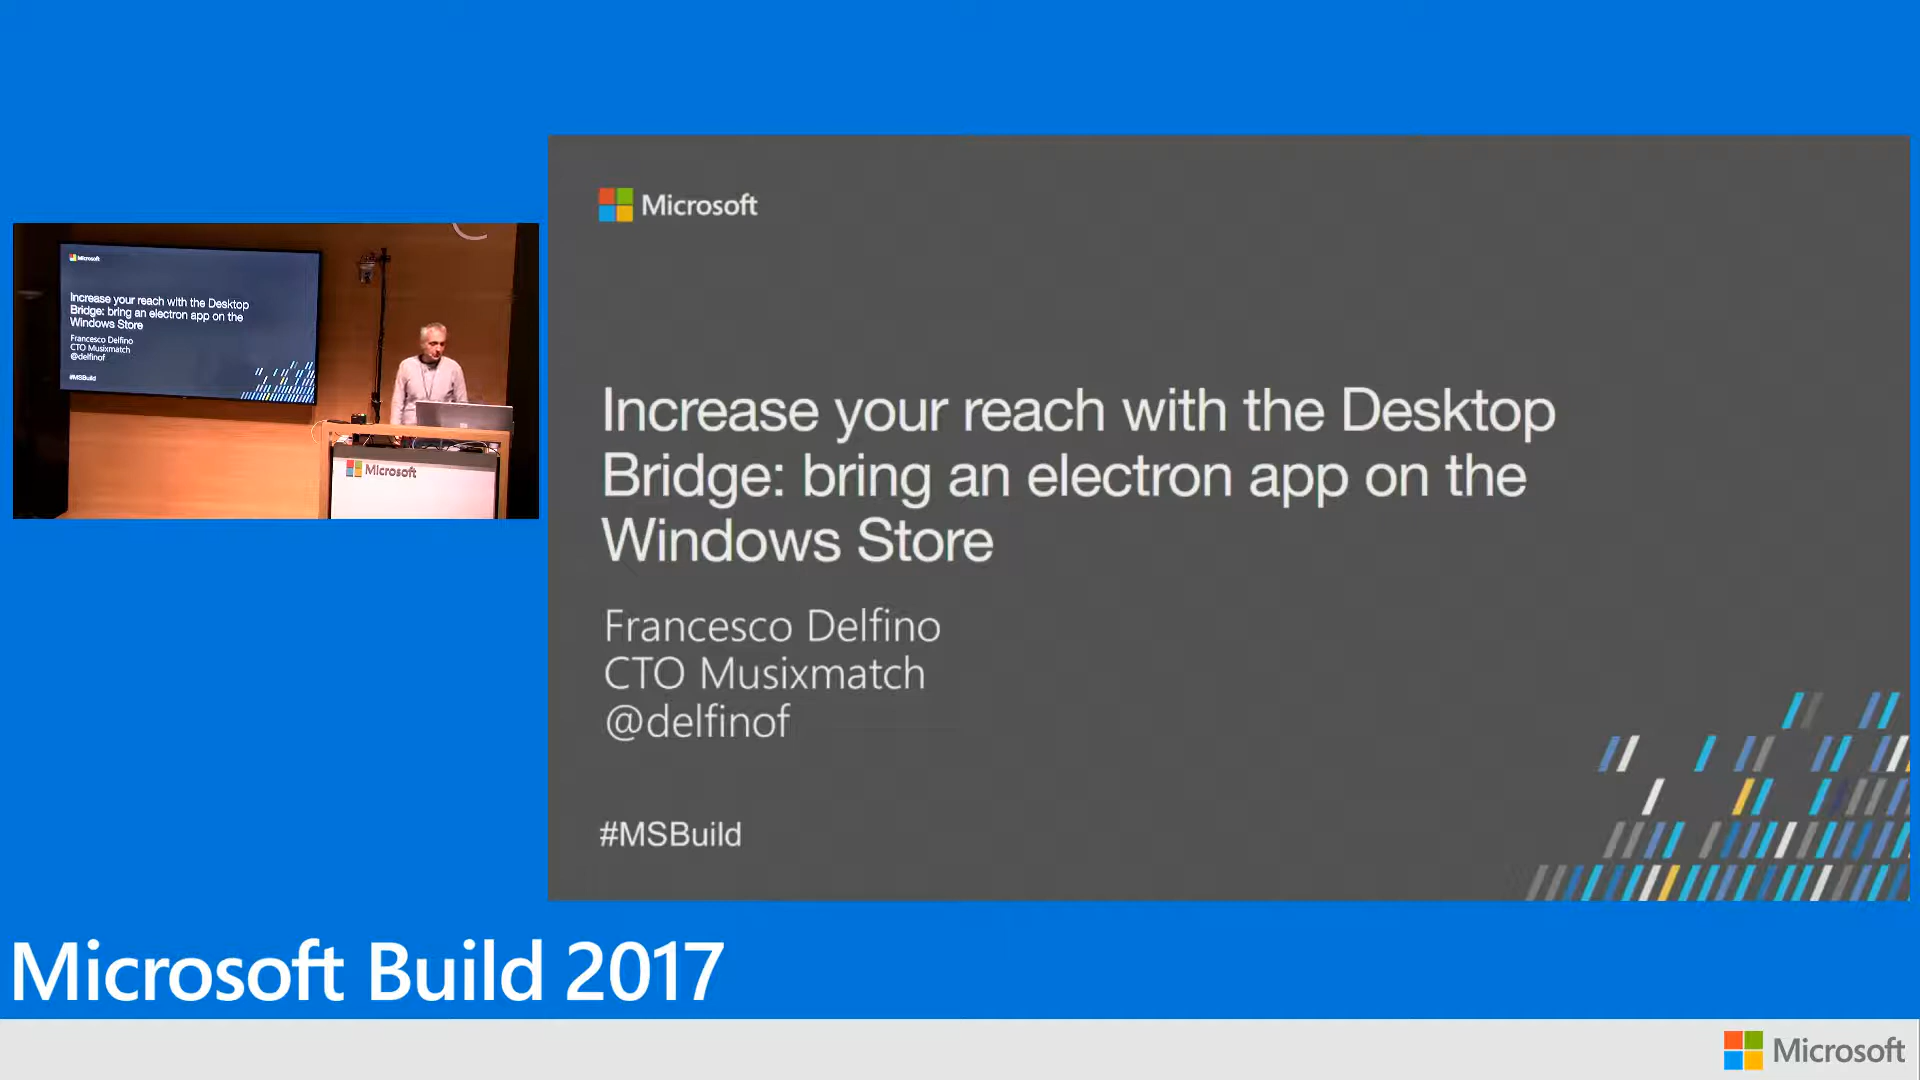 Microsoft
Increase your reach with the Desktop
Bridge: bring an electron app on the
Windows Store
Francesco Delfino
CTO Musixmatch
@delfinof
#MSBuild
Microsoft
Increase your reach with the Desktop
Bridge: bring an electron app on the
Windows Store
Francesco Delfino
CTO Musixmatch
@delfinof
#MSBuild
Microsoft
Microsoft Build 2017
Microsoft